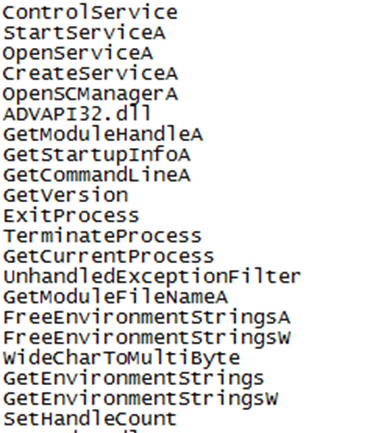 ControlService
StartServiceA
OpenServiceA
CreateServiceA
OpenSCManagerA
ADVAPI32.dll
GetModuleHandleA
GetStartupInfoA
GetCommandLineA
GetVersion
ExitProcess
TerminateProcess
GetCurrentProcess
UnhandledExceptionFilter
GetModuleFileNameA
FreeEnvironmentStringsA
FreeEnvironmentStringsW
WideCharToMultiByte
GetEnvironmentStrings
GetEnvironmentStringsW
SetHandleCount